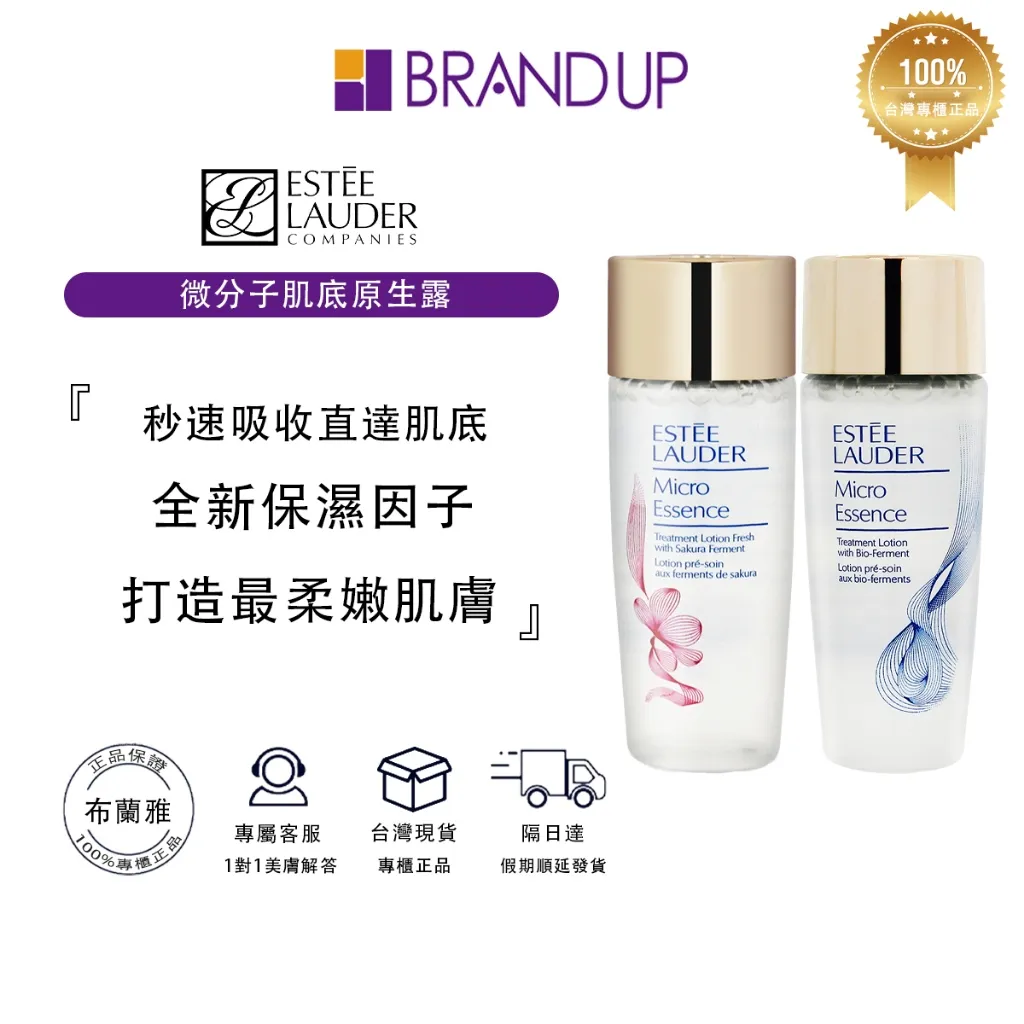 BRAND UP
100%
台灣專櫃正品
ESTĒE
LAUDER
COMPANIES
微分子肌底原生露
『
秒速吸收直達肌底
全新保濕因子
打造最柔嫩肌膚
』
ESTĒE
LAUDER
Micro
Essence
Treatment Lotion Fresh
with Sakura Ferment
Lotion pré-soin
aux ferments de sakura
ESTĒE
LAUDER
Micro
Essence
Treatment Lotion
with Bio-Ferment
Lotion pré-soin
aux bio-ferments
正品保證
布蘭雅
100%專櫃正品
專屬客服
1對1美膚解答
台灣現貨
專櫃正品
隔日達
假期順延發貨